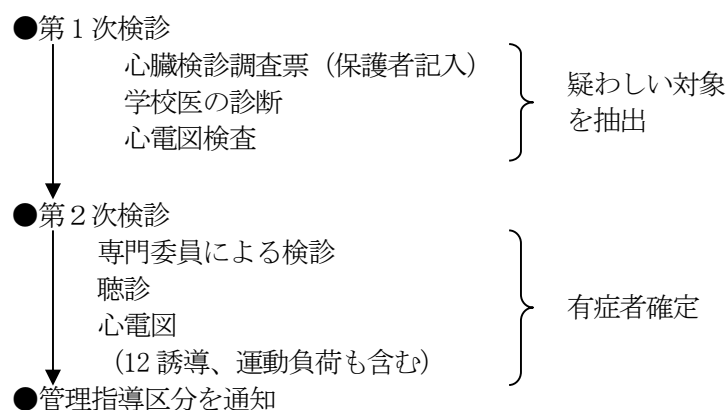 ●第1次検診
心臓検診調査票（保護者記入）
学校医の診断
心電図検査
疑わしい対象
を抽出
●第2次検診
専門委員による検診
聴診
心電図
（12誘導、運動負荷も含む）
有症者確定
●管理指導区分を通知